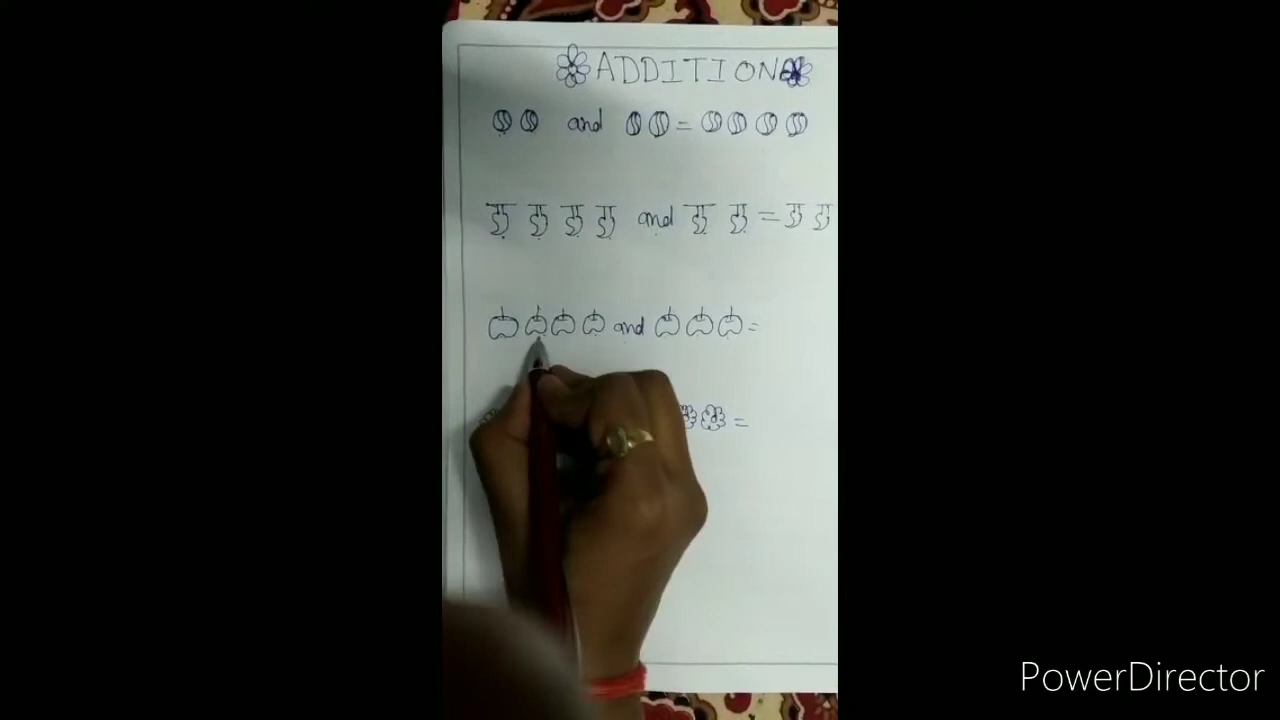 ADDITION
and =
and =
and =
=
PowerDirector